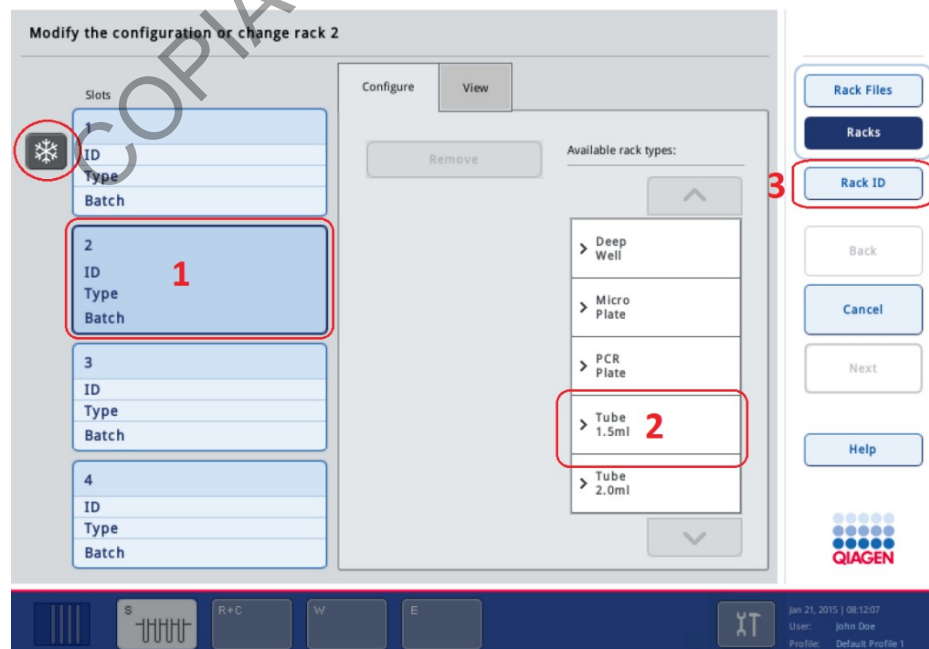 Modify the configuration or change rack 2
COPIA
Slots
1
ID
Type
Batch
2
ID
Type
Batch
1
3
ID
Type
Batch
4
ID
Type
Batch
Configure
View
Remove
Available rack types:
Deep
Well
Micro
Plate
PCR
Plate
Tube
1.5ml
2
Tube
2.0ml
Rack Files
Racks
3
Rack ID
Back
Cancel
Next
Help
QIAGEN
S
R+C
W
E
Jan 21, 2015 | 08:12:07
User: John Doe
Profile: Default Profile 1